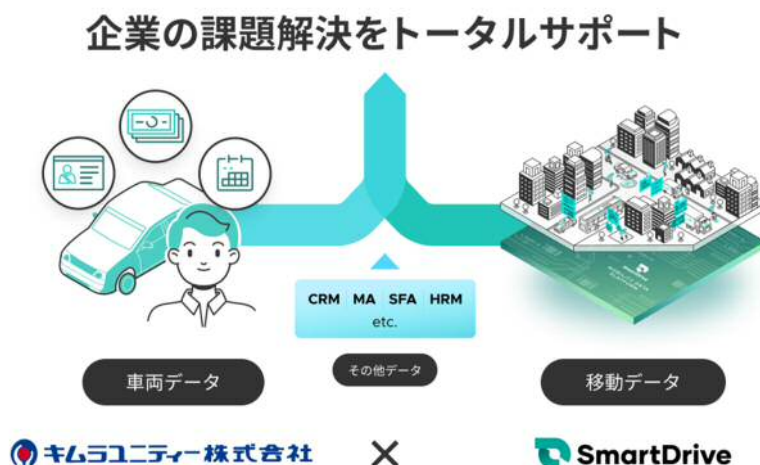 企業の課題解決をトータルサポート
CRM MA SFA HRM
etc.
その他データ
車両データ
移動データ
キムラユニティー株式会社
×
SmartDrive